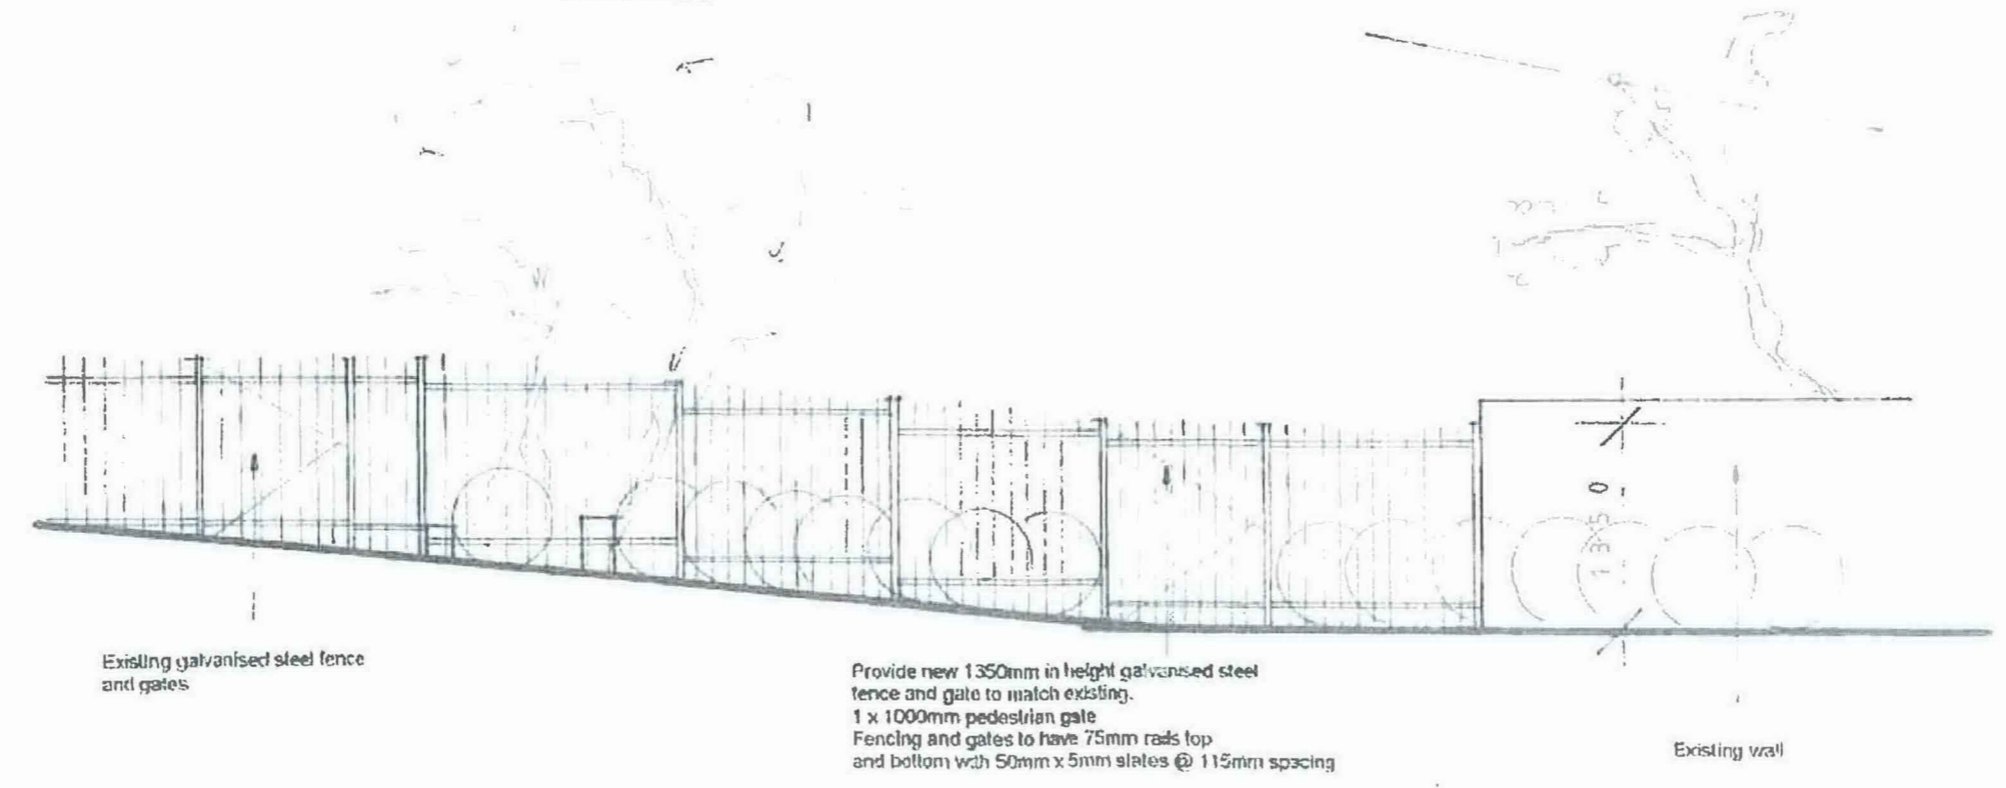 1350
Existing galvanised steel fence
and gates
Provide new 1350mm in height galvanised steel
fence and gate to match existing.
1 x 1000mm pedestrian gate
Fencing and gates to have 75mm rails top
and bottom with 50mm x 5mm slates @ 115mm spacing
Existing wall